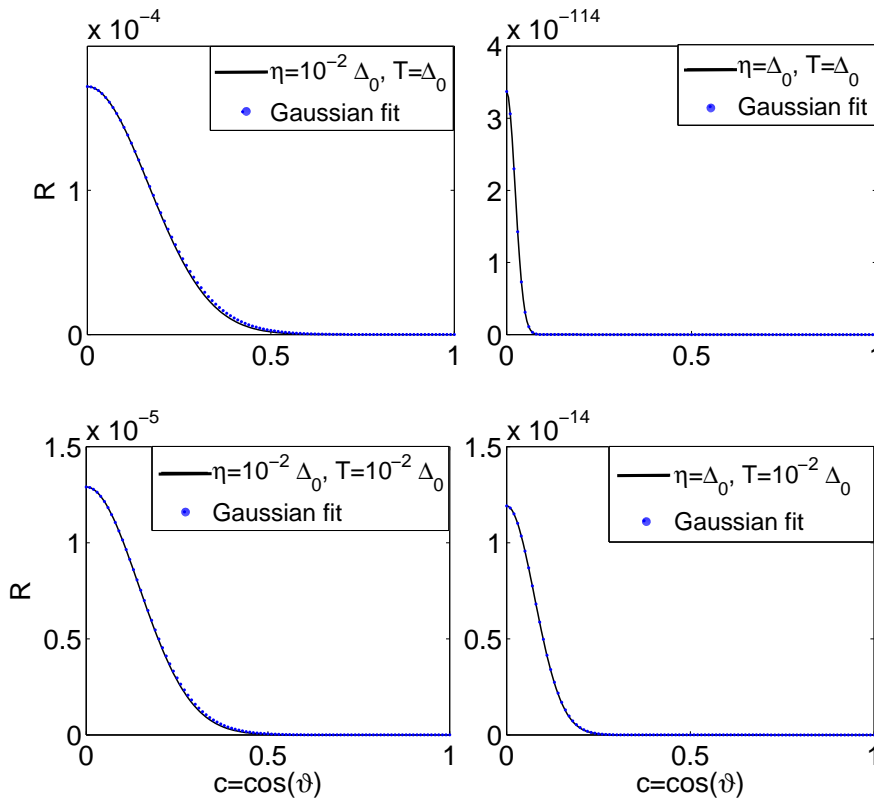 x 10⁻⁴
η=10⁻² Δ₀, T=Δ₀
Gaussian fit
1
0
R
0
0.5
1
x 10⁻¹¹⁴
η=Δ₀, T=Δ₀
Gaussian fit
4
3
2
1
0
0
0.5
1
x 10⁻⁵
η=10⁻² Δ₀, T=10⁻² Δ₀
Gaussian fit
1.5
1
0.5
0
R
0
0.5
1
c=cos(ϑ)
x 10⁻¹⁴
η=Δ₀, T=10⁻² Δ₀
Gaussian fit
1.5
1
0.5
0
0
0.5
1
c=cos(ϑ)